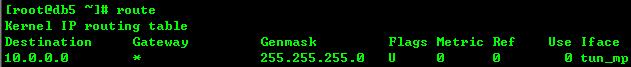 [root@db5 ~]# route
Kernel IP routing table
Destination Gateway Genmask Flags Metric Ref Use Iface
10.0.0.0 * 255.255.255.0 U 0 0 0 tun_mp